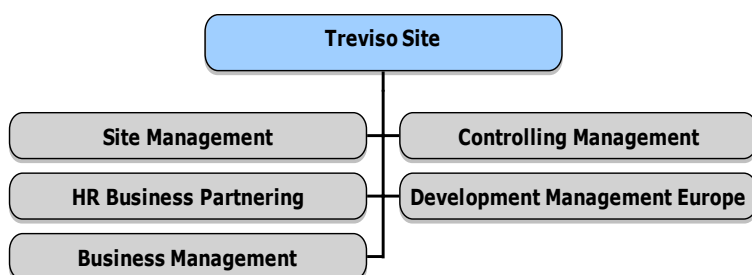 Treviso Site
Site Management
Controlling Management
HR Business Partnering
Development Management Europe
Business Management